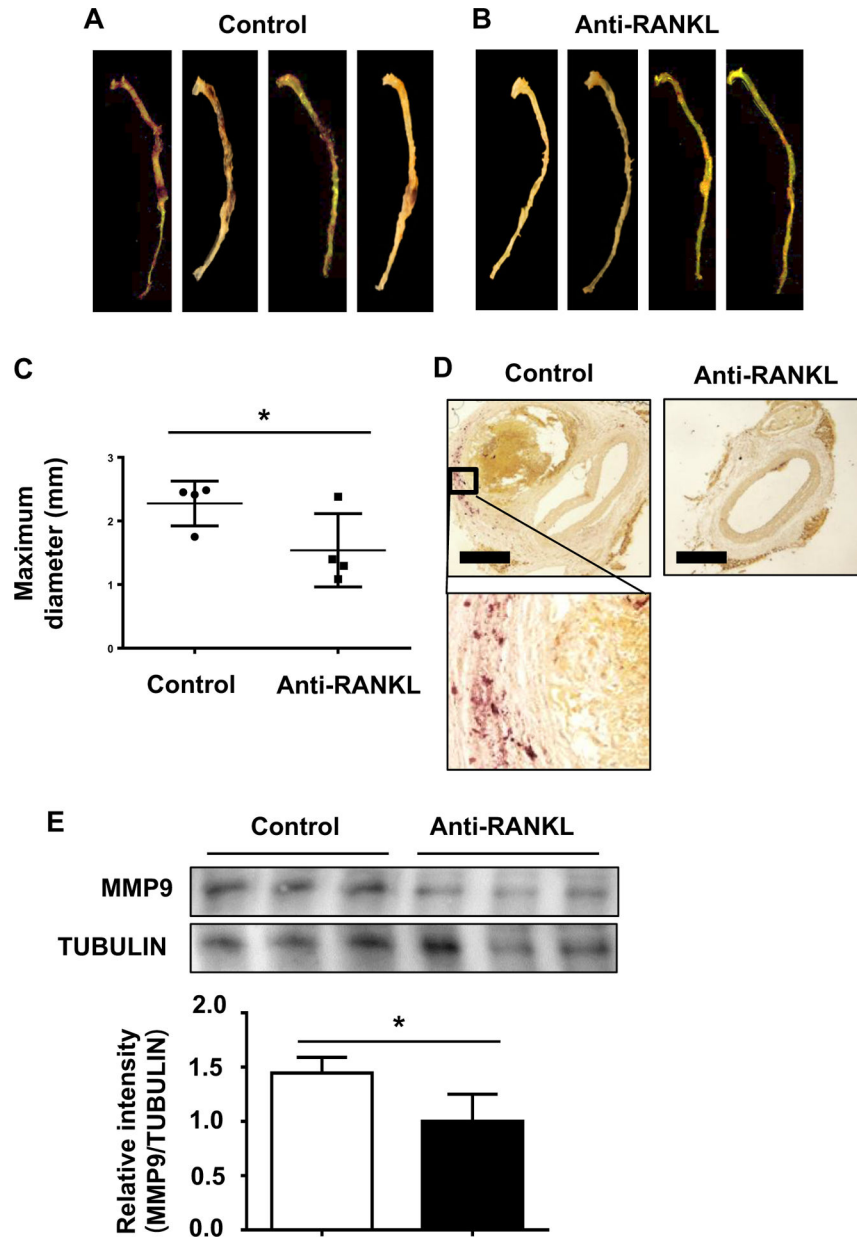 A
Control
B
Anti-RANKL
C
*
Maximum
diameter (mm)
3
2
1
0
Control
Anti-RANKL
D
Control
Anti-RANKL
E
Control
Anti-RANKL
MMP9
TUBULIN
Relative intensity
(MMP9/TUBULIN)
2.0
1.5
1.0
0.5
0.0
*